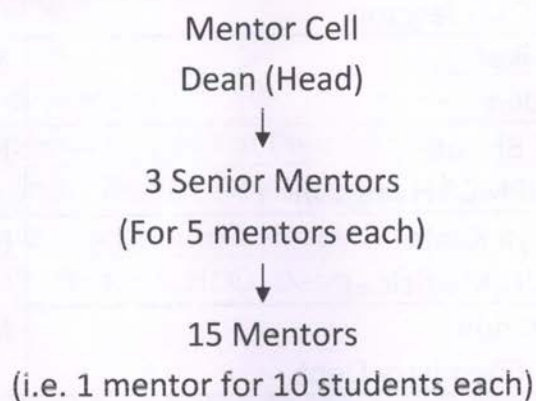 Mentor Cell
Dean (Head)
3 Senior Mentors
(For 5 mentors each)
15 Mentors
(i.e. 1 mentor for 10 students each)